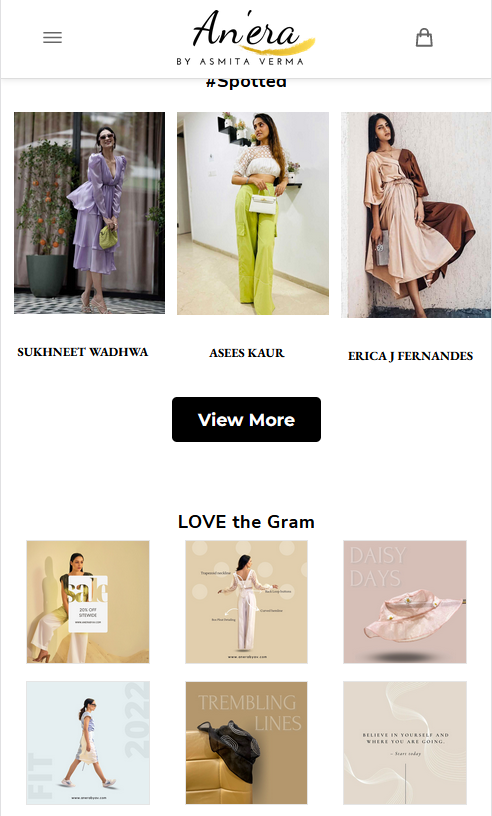 An'era
BY ASMITA VERMA
#Spotted
SUKHNEET WADHWA
ASEES KAUR
ERICA J FERNANDES
View More
LOVE the Gram
sale
20% OFF
SITEWIDE
DAISY
DAYS
FIT
2022
TREMBLING
LINES
BELIEVE IN YOURSELF AND
WHERE YOU ARE GOING.
- Start today